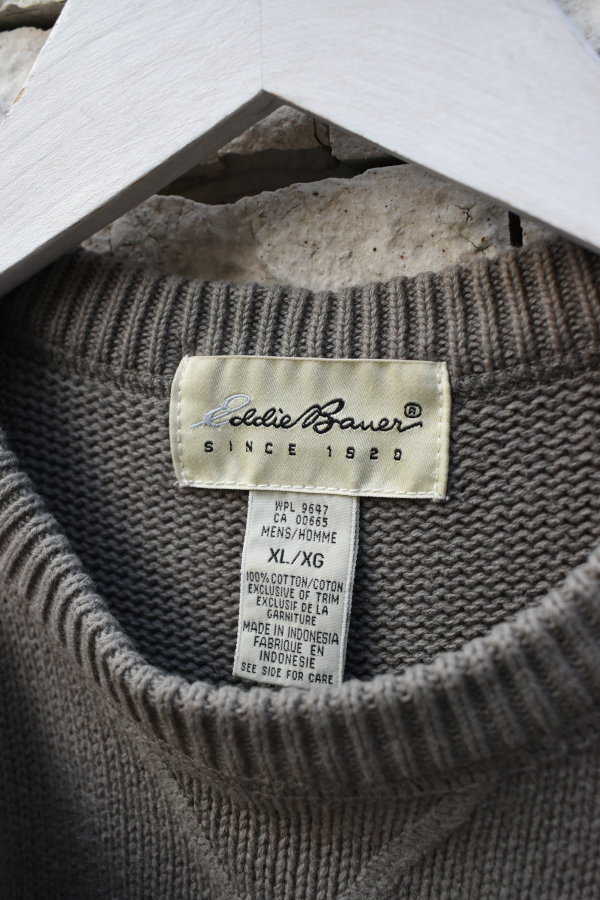 Eddie Bauer®
SINCE 1920
WPL 9647
CA 00665
MENS/HOMME
XL/XG
100% COTTON/COTON
EXCLUSIVE OF TRIM
EXCLUSIF DE LA
GARNITURE
MADE IN INDONESIA
FABRIQUE EN
INDONESIE
SEE SIDE FOR CARE